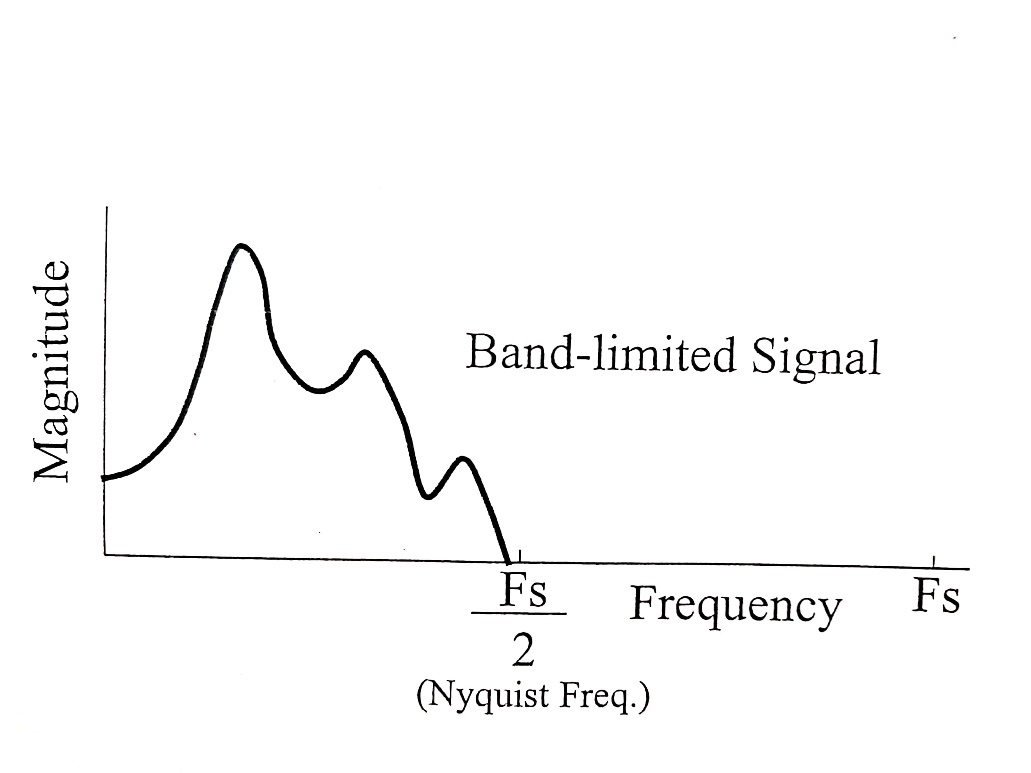 Magnitude
Band-limited Signal
Fs
2
(Nyquist Freq.)
Frequency
Fs